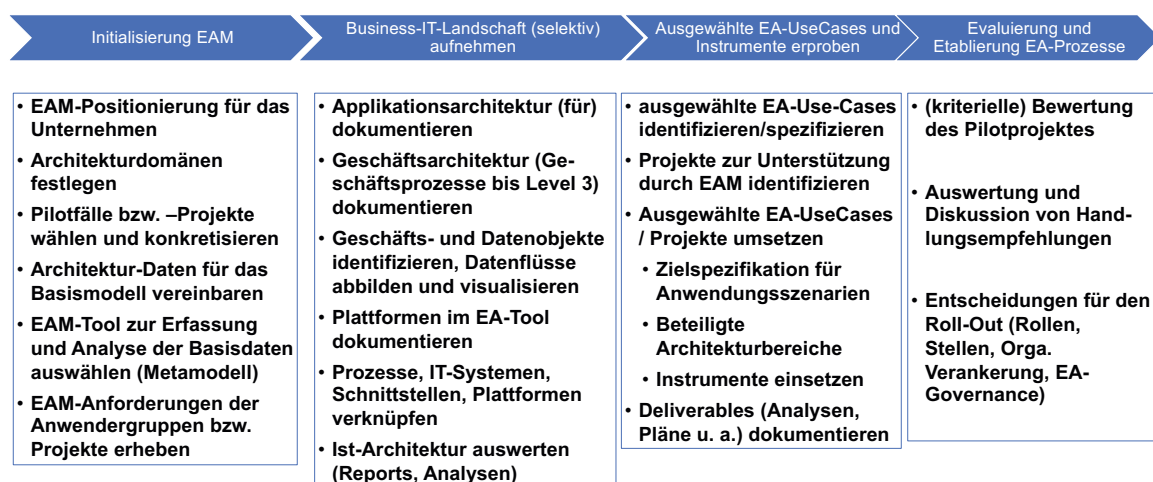 Initialisierung EAM
Business-IT-Landschaft (selektiv)
aufnehmen
Ausgewählte EA-UseCases und
Instrumente erproben
Evaluierung und
Etablierung EA-Prozesse
• EAM-Positionierung für das
Unternehmen
• Architekturdomänen
festlegen
• Pilotfälle bzw. –Projekte
wählen und konkretisieren
• Architektur-Daten für das
Basismodell vereinbaren
• EAM-Tool zur Erfassung
und Analyse der Basisdaten
auswählen (Metamodell)
• EAM-Anforderungen der
Anwendergruppen bzw.
Projekte erheben
• Applikationsarchitektur (für)
dokumentieren
• Geschäftsarchitektur (Ge-
schäftsprozesse bis Level 3)
dokumentieren
• Geschäfts- und Datenobjekte
identifizieren, Datenflüsse
abbilden und visualisieren
• Plattformen im EA-Tool
dokumentieren
• Prozesse, IT-Systemen,
Schnittstellen, Plattformen
verknüpfen
• Ist-Architektur auswerten
(Reports, Analysen)
• ausgewählte EA-Use-Cases
identifizieren/spezifizieren
• Projekte zur Unterstützung
durch EAM identifizieren
• Ausgewählte EA-UseCases
/ Projekte umsetzen
• Zielspezifikation für
Anwendungsszenarien
• Beteiligte
Architekturbereiche
• Instrumente einsetzen
• Deliverables (Analysen,
Pläne u. a.) dokumentieren
• (kriterielle) Bewertung
des Pilotprojektes
• Auswertung und
Diskussion von Hand-
lungsempfehlungen
• Entscheidungen für den
Roll-Out (Rollen,
Stellen, Orga.
Verankerung, EA-
Governance)